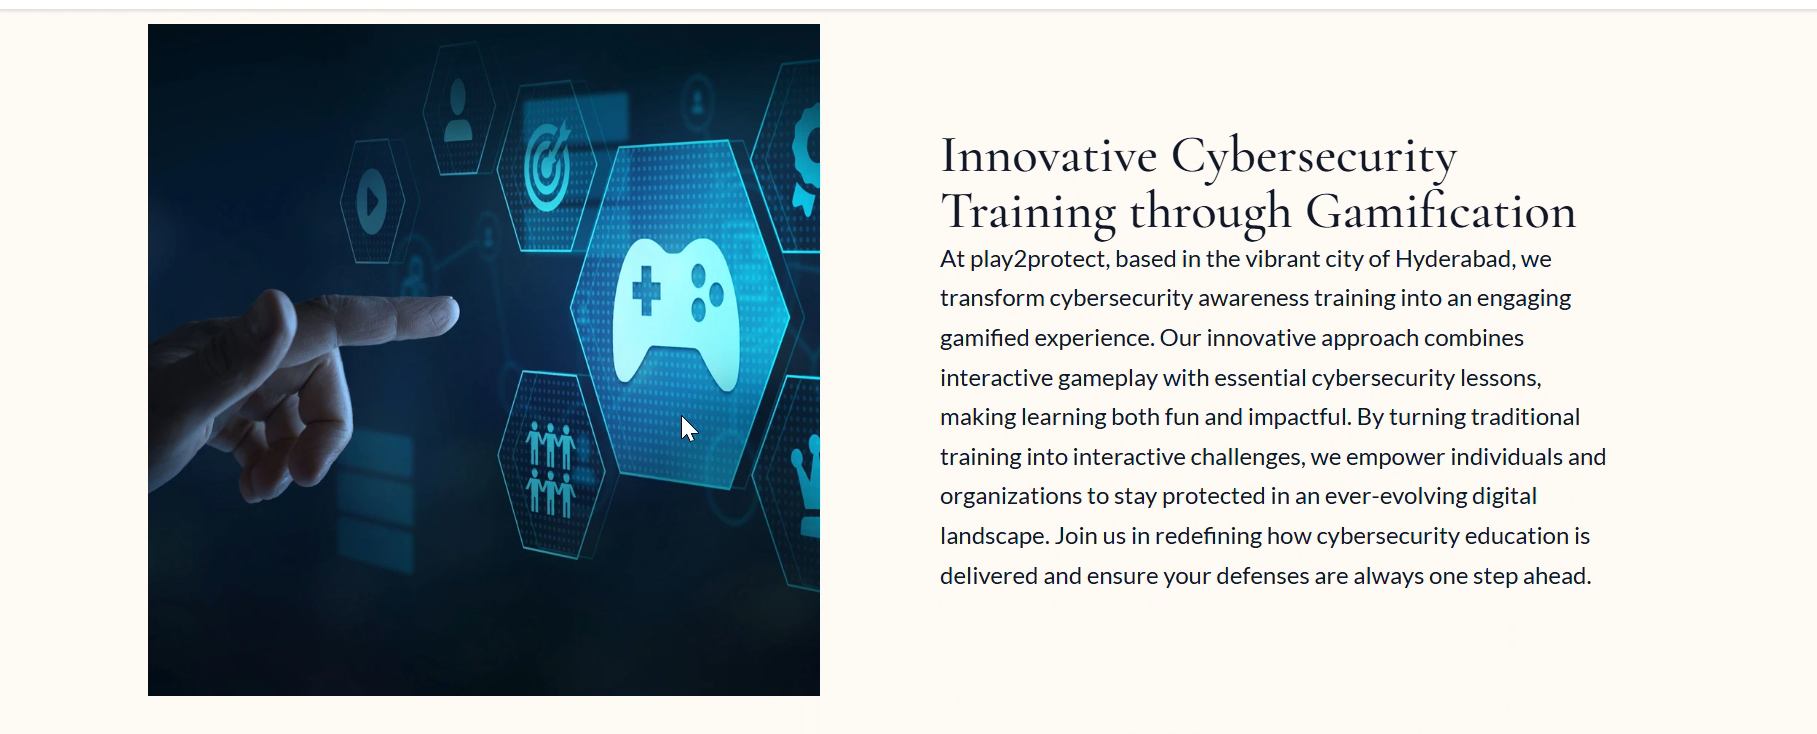 Innovative Cybersecurity
Training through Gamification
At play2protect, based in the vibrant city of Hyderabad, we
transform cybersecurity awareness training into an engaging
gamified experience. Our innovative approach combines
interactive gameplay with essential cybersecurity lessons,
making learning both fun and impactful. By turning traditional
training into interactive challenges, we empower individuals and
organizations to stay protected in an ever-evolving digital
landscape. Join us in redefining how cybersecurity education is
delivered and ensure your defenses are always one step ahead.